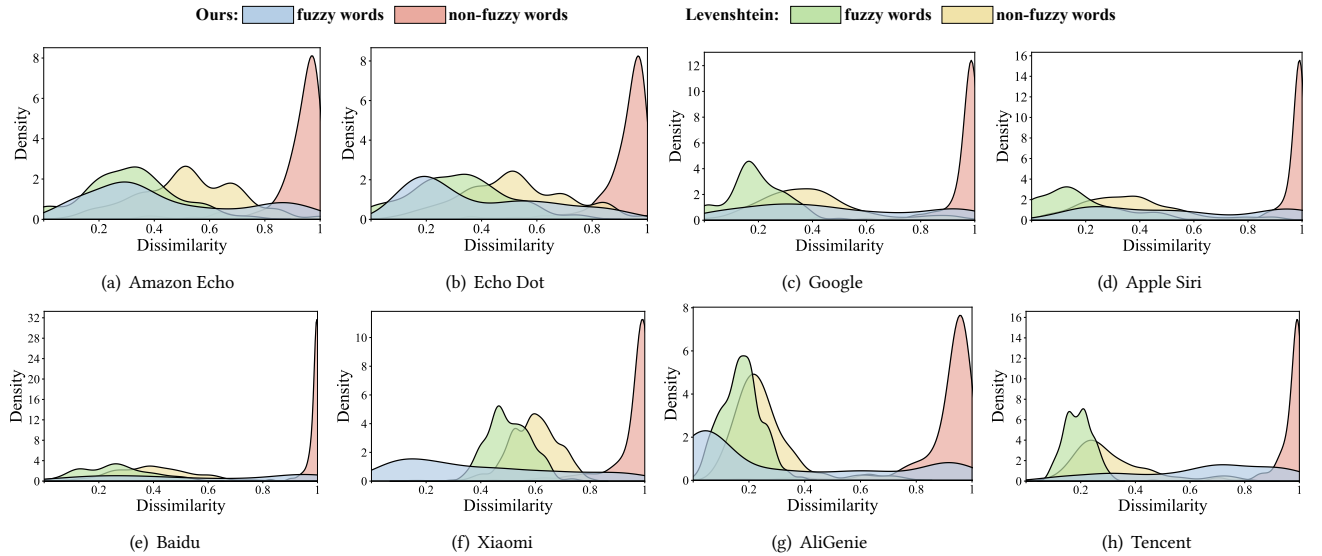 Ours: fuzzy words non-fuzzy words Levenshtein: fuzzy words non-fuzzy words
8
6
4
2
0
Density
0.2 0.4 0.6 0.8 1
Dissimilarity
(a) Amazon Echo
8
6
4
2
0
Density
0.2 0.4 0.6 0.8 1
Dissimilarity
(b) Echo Dot
12
10
8
6
4
2
0
Density
0.2 0.4 0.6 0.8 1
Dissimilarity
(c) Google
16
14
12
10
8
6
4
2
0
Density
0.2 0.4 0.6 0.8 1
Dissimilarity
(d) Apple Siri
32
28
24
20
16
12
8
4
0
Density
0.2 0.4 0.6 0.8 1
Dissimilarity
(e) Baidu
10
8
6
4
2
0
Density
0.2 0.4 0.6 0.8 1
Dissimilarity
(f) Xiaomi
8
6
4
2
0
Density
0.2 0.4 0.6 0.8 1
Dissimilarity
(g) AliGenie
16
14
12
10
8
6
4
2
0
Density
0.2 0.4 0.6 0.8 1
Dissimilarity
(h) Tencent